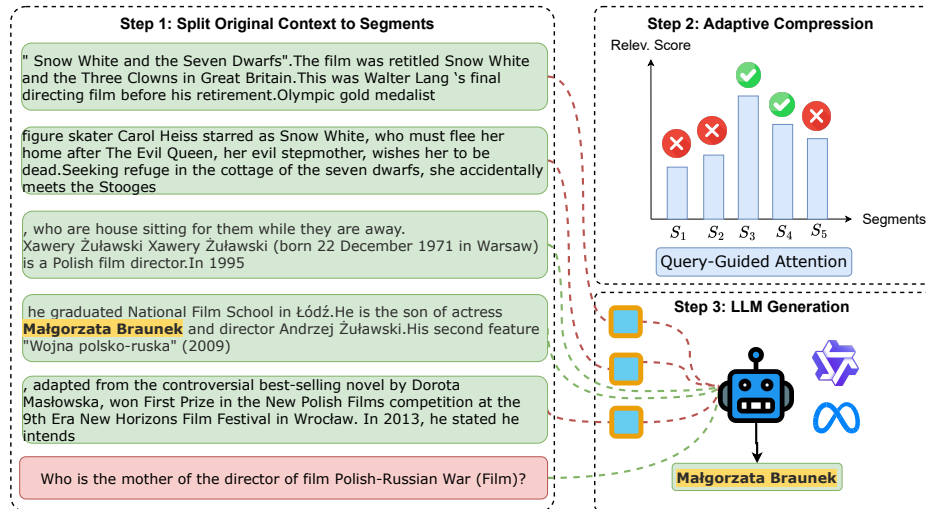 Step 1: Split Original Context to Segments
" Snow White and the Seven Dwarfs".The film was retitled Snow White
and the Three Clowns in Great Britain.This was Walter Lang ‘s final
directing film before his retirement.Olympic gold medalist
figure skater Carol Heiss starred as Snow White, who must flee her
home after The Evil Queen, her evil stepmother, wishes her to be
dead.Seeking refuge in the cottage of the seven dwarfs, she accidentally
meets the Stooges
, who are house sitting for them while they are away.
Xawery Żuławski Xawery Żuławski (born 22 December 1971 in Warsaw)
is a Polish film director.In 1995
he graduated National Film School in Łódź.He is the son of actress
Małgorzata Braunek and director Andrzej Żuławski.His second feature
"Wojna polsko-ruska" (2009)
, adapted from the controversial best-selling novel by Dorota
Masłowska, won First Prize in the New Polish Films competition at the
9th Era New Horizons Film Festival in Wrocław. In 2013, he stated he
intends
Who is the mother of the director of film Polish-Russian War (Film)?
Step 2: Adaptive Compression
Relev. Score
Segments
S1 S2 S3 S4 S5
Query-Guided Attention
Step 3: LLM Generation
Małgorzata Braunek